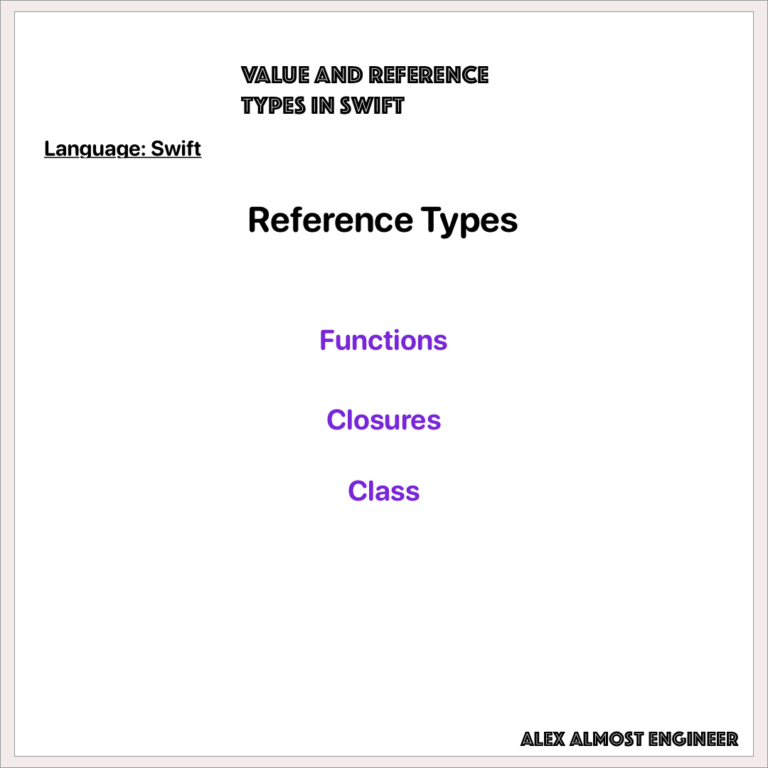 VALUE AND REFERENCE
TYPES IN SWIFT
Language: Swift
Reference Types
Functions
Closures
Class
ALEX ALMOST ENGINEER